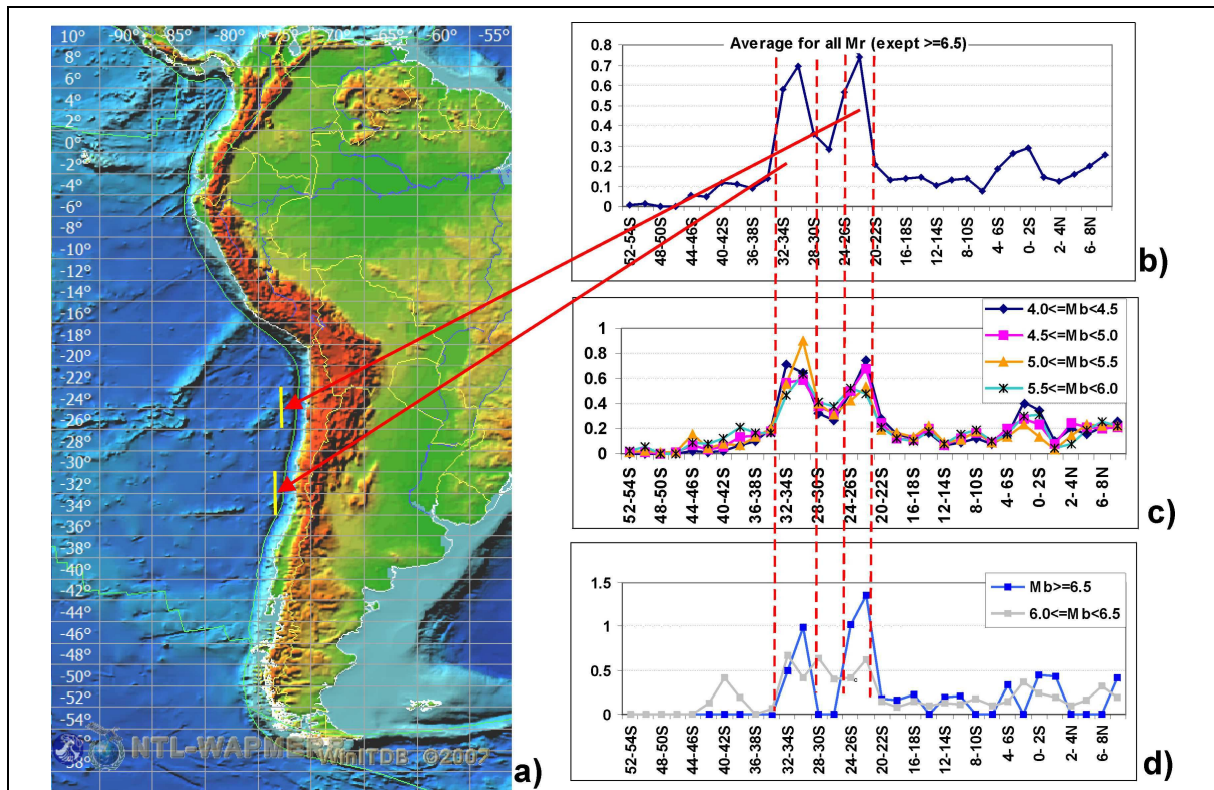 10° -90° -85° -80° -75° -70° -65° -60° -55°
8°
6°
4°
2°
0°
-2°
-4°
-6°
-8°
-10°
-12°
-14°
-16°
-18°
-20°
-22°
-24°
-26°
-28°
-30°
-32°
-34°
-36°
-38°
-40°
-42°
-44°
-46°
-48°
-50°
-52°
-54°
-56°
-58°
NTL-WAPMERR
WinITDB ©2007
a)
Average for all Mr (exept >=6.5)
0.8
0.7
0.6
0.5
0.4
0.3
0.2
0.1
0
52-54S 48-50S 44-46S 40-42S 36-38S 32-34S 28-30S 24-26S 20-22S 16-18S 12-14S 8-10S 4- 6S 0- 2S 2- 4N 6- 8N
b)
4.0<=Mb<4.5
4.5<=Mb<5.0
5.0<=Mb<5.5
5.5<=Mb<6.0
1
0.8
0.6
0.4
0.2
0
52-54S 48-50S 44-46S 40-42S 36-38S 32-34S 28-30S 24-26S 20-22S 16-18S 12-14S 8-10S 4- 6S 0- 2S 2- 4N 6- 8N
c)
Mb>=6.5
6.0<=Mb<6.5
1.5
1
0.5
0
c
52-54S 48-50S 44-46S 40-42S 36-38S 32-34S 28-30S 24-26S 20-22S 16-18S 12-14S 8-10S 4- 6S 0- 2S 2- 4N 6- 8N
d)